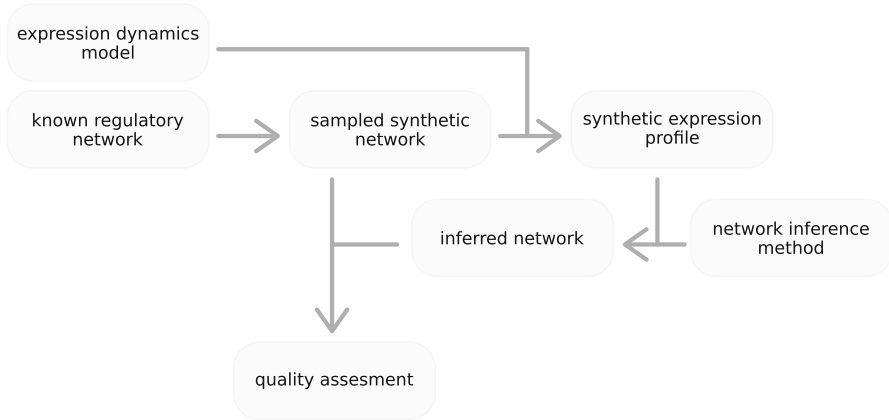 expression dynamics
model
known regulatory
network
sampled synthetic
network
synthetic expression
profile
inferred network
network inference
method
quality assesment